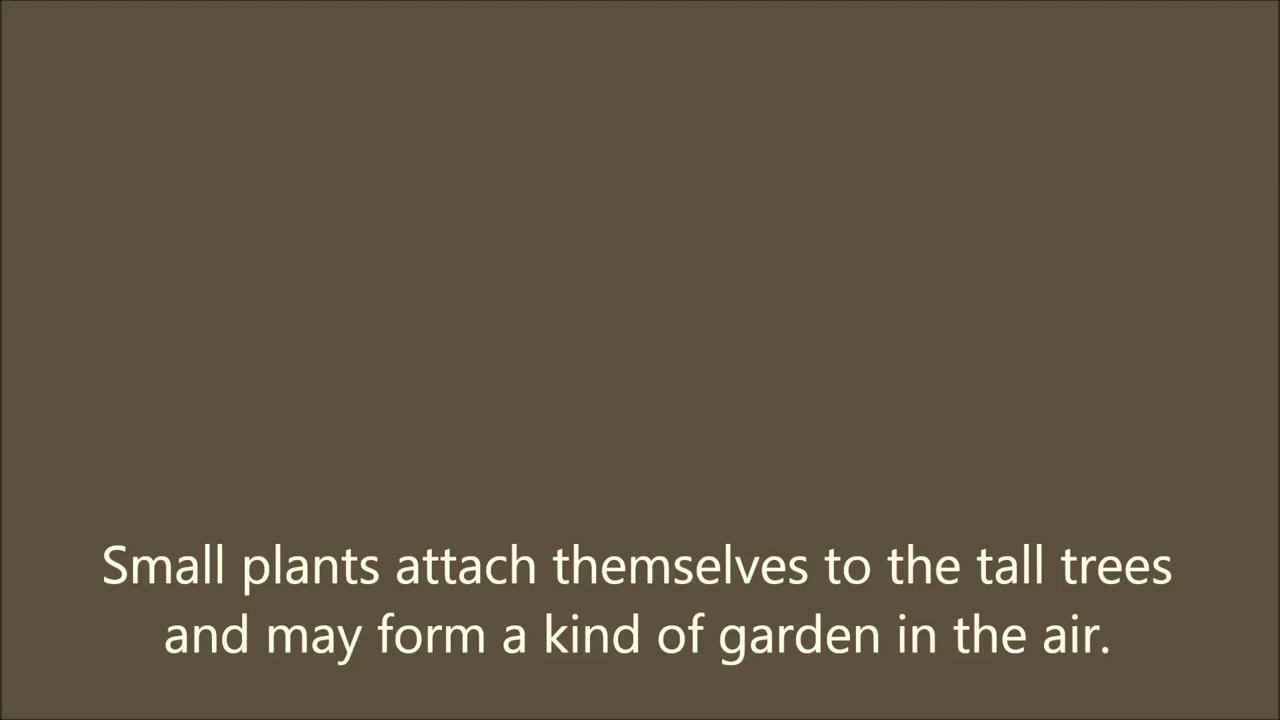 Small plants attach themselves to the tall trees
and may form a kind of garden in the air.